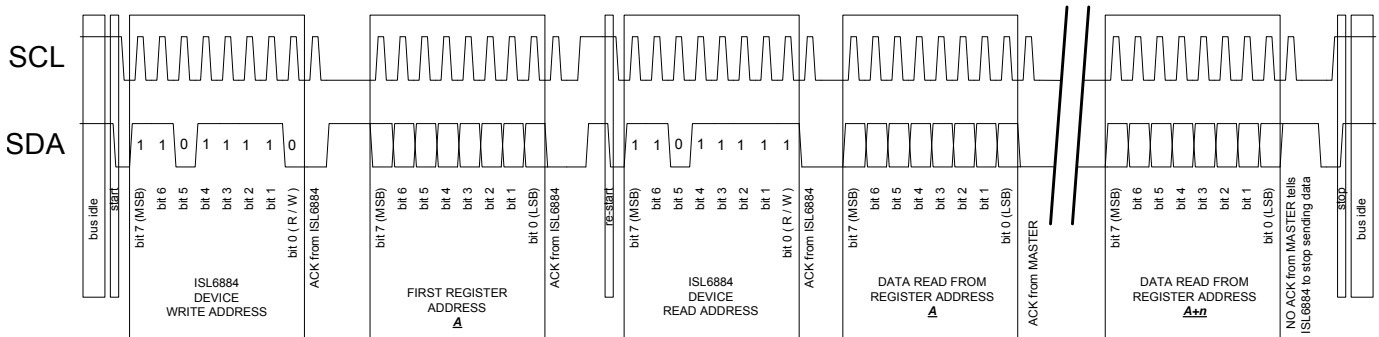 SCL
SDA
1 1 0 1 1 1 1 0
1 1 0 1 1 1 1 1
bus idle
start
bit 7 (MSB)
bit 6
bit 5
bit 4
bit 3
bit 2
bit 1
bit 0 ( R / W )
ISL6884
DEVICE
WRITE ADDRESS
ACK from ISL6884
bit 7 (MSB)
bit 6
bit 5
bit 4
bit 3
bit 2
bit 1
bit 0 (LSB)
FIRST REGISTER
ADDRESS
A
ACK from ISL6884
re-start
bit 7 (MSB)
bit 6
bit 5
bit 4
bit 3
bit 2
bit 1
bit 0 ( R / W )
ISL6884
DEVICE
READ ADDRESS
ACK from ISL6884
bit 7 (MSB)
bit 6
bit 5
bit 4
bit 3
bit 2
bit 1
bit 0 (LSB)
DATA READ FROM
REGISTER ADDRESS
A
ACK from MASTER
bit 7 (MSB)
bit 6
bit 5
bit 4
bit 3
bit 2
bit 1
bit 0 (LSB)
DATA READ FROM
REGISTER ADDRESS
A+n
NO ACK from MASTER tells
ISL6884 to stop sending data
stop
bus idle